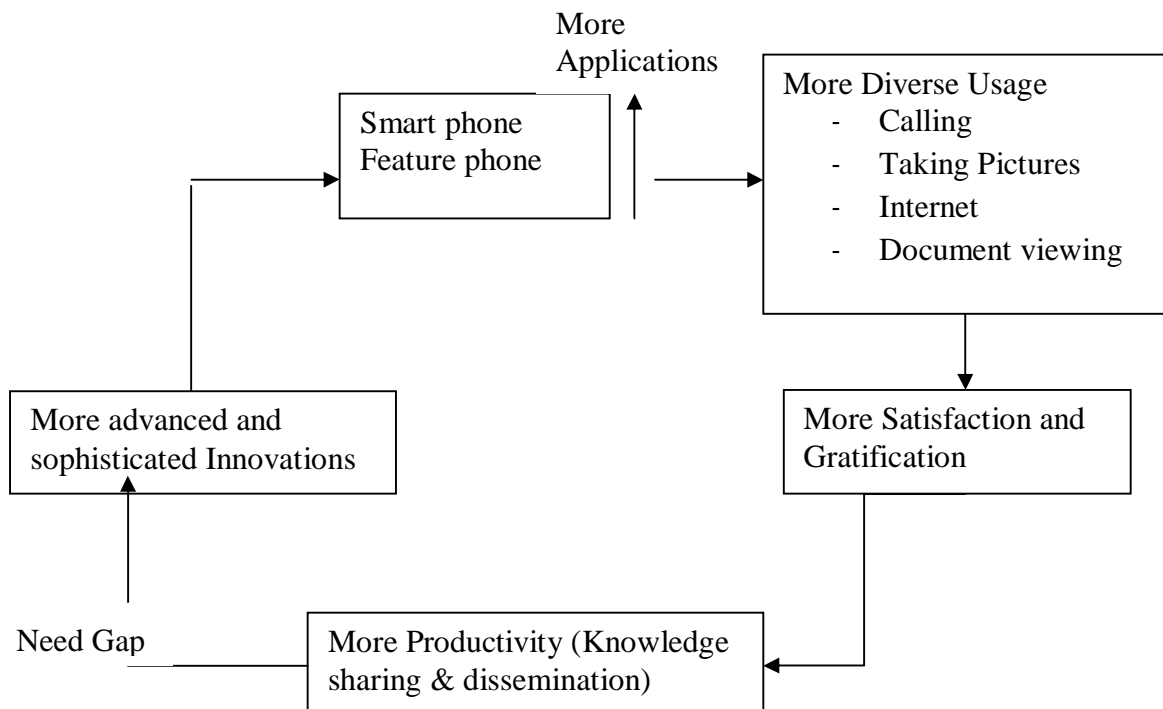 More
Applications
Smart phone
Feature phone
More Diverse Usage
- Calling
- Taking Pictures
- Internet
- Document viewing
More advanced and
sophisticated Innovations
More Satisfaction and
Gratification
Need Gap
More Productivity (Knowledge
sharing & dissemination)